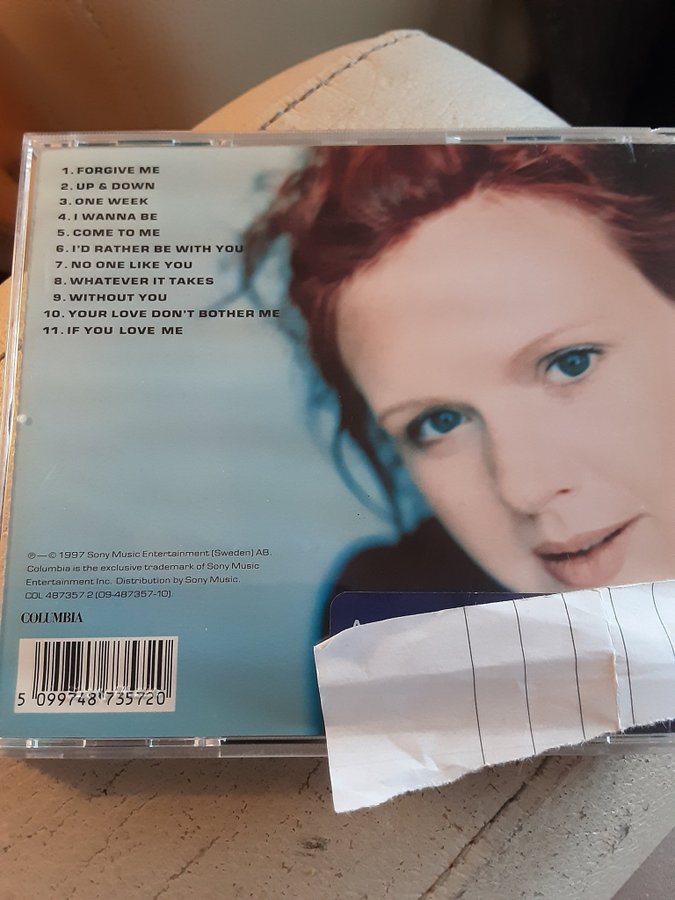 1. FORGIVE ME
2. UP & DOWN
3. ONE WEEK
4. I WANNA BE
5. COME TO ME
6. I'D RATHER BE WITH YOU
7. NO ONE LIKE YOU
8. WHATEVER IT TAKES
9. WITHOUT YOU
10. YOUR LOVE DON'T BOTHER ME
11. IF YOU LOVE ME
℗—© 1997 Sony Music Entertainment (Sweden) AB.
Columbia is the exclusive trademark of Sony Music
Entertainment Inc. Distribution by Sony Music.
COL 487357 2 (09-487357-10).
COLUMBIA
5 099748 735720
A